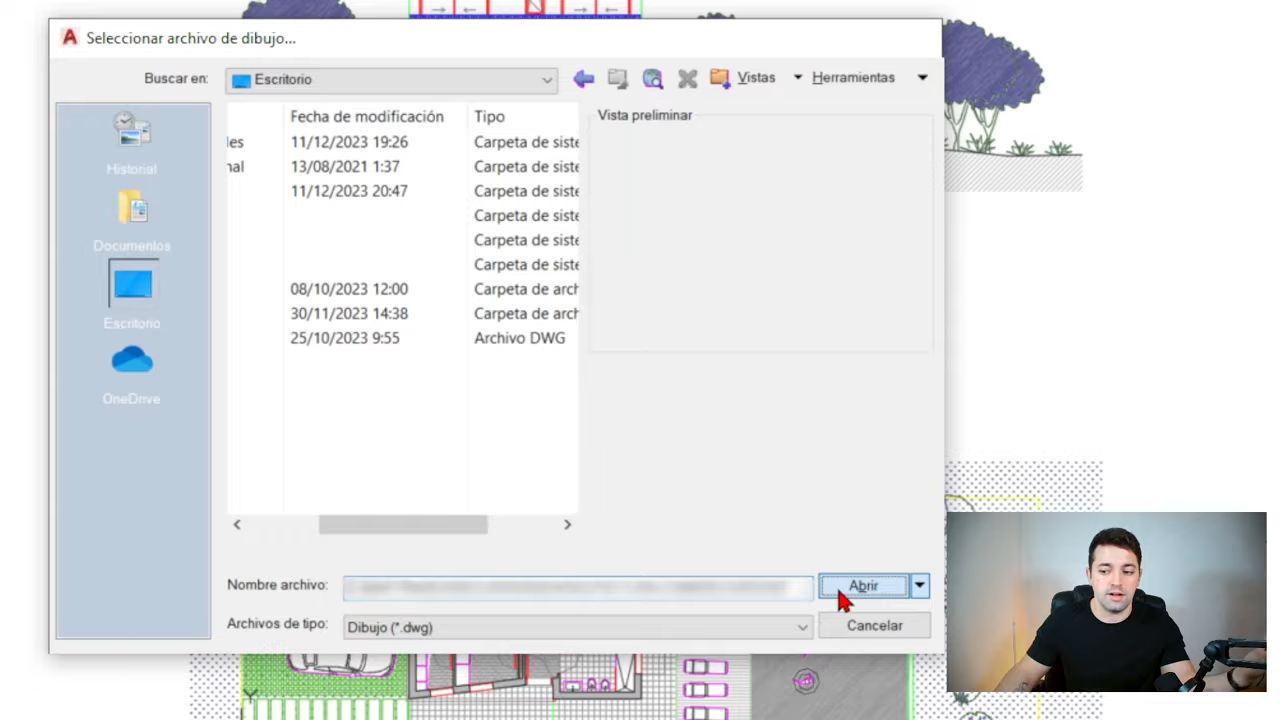 Seleccionar archivo de dibujo...
Buscar en: Escritorio Vistas Herramientas
Fecha de modificación Tipo Vista preliminar
les 11/12/2023 19:26 Carpeta de siste
nal 13/08/2021 1:37 Carpeta de siste
11/12/2023 20:47 Carpeta de siste
Carpeta de siste
Carpeta de siste
Carpeta de siste
08/10/2023 12:00 Carpeta de arch
30/11/2023 14:38 Carpeta de arch
25/10/2023 9:55 Archivo DWG
Historial
Documentos
Escritorio
OneDrive
Nombre archivo: Abrir
Archivos de tipo: Dibujo (*.dwg) Cancelar
Y